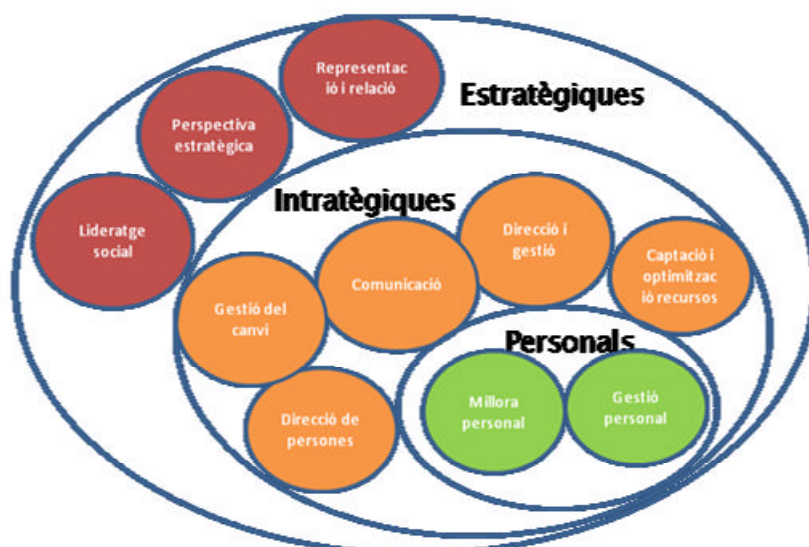 Representac
ió i relació
Estratègiques
Perspectiva
estratègica
Lideratge
social
Intratègiques
Direcció i
gestió
Captació i
optimitzac
ió recursos
Comunicació
Gestió del
canvi
Personals
Millora
personal
Gestió
personal
Direcció de
persones